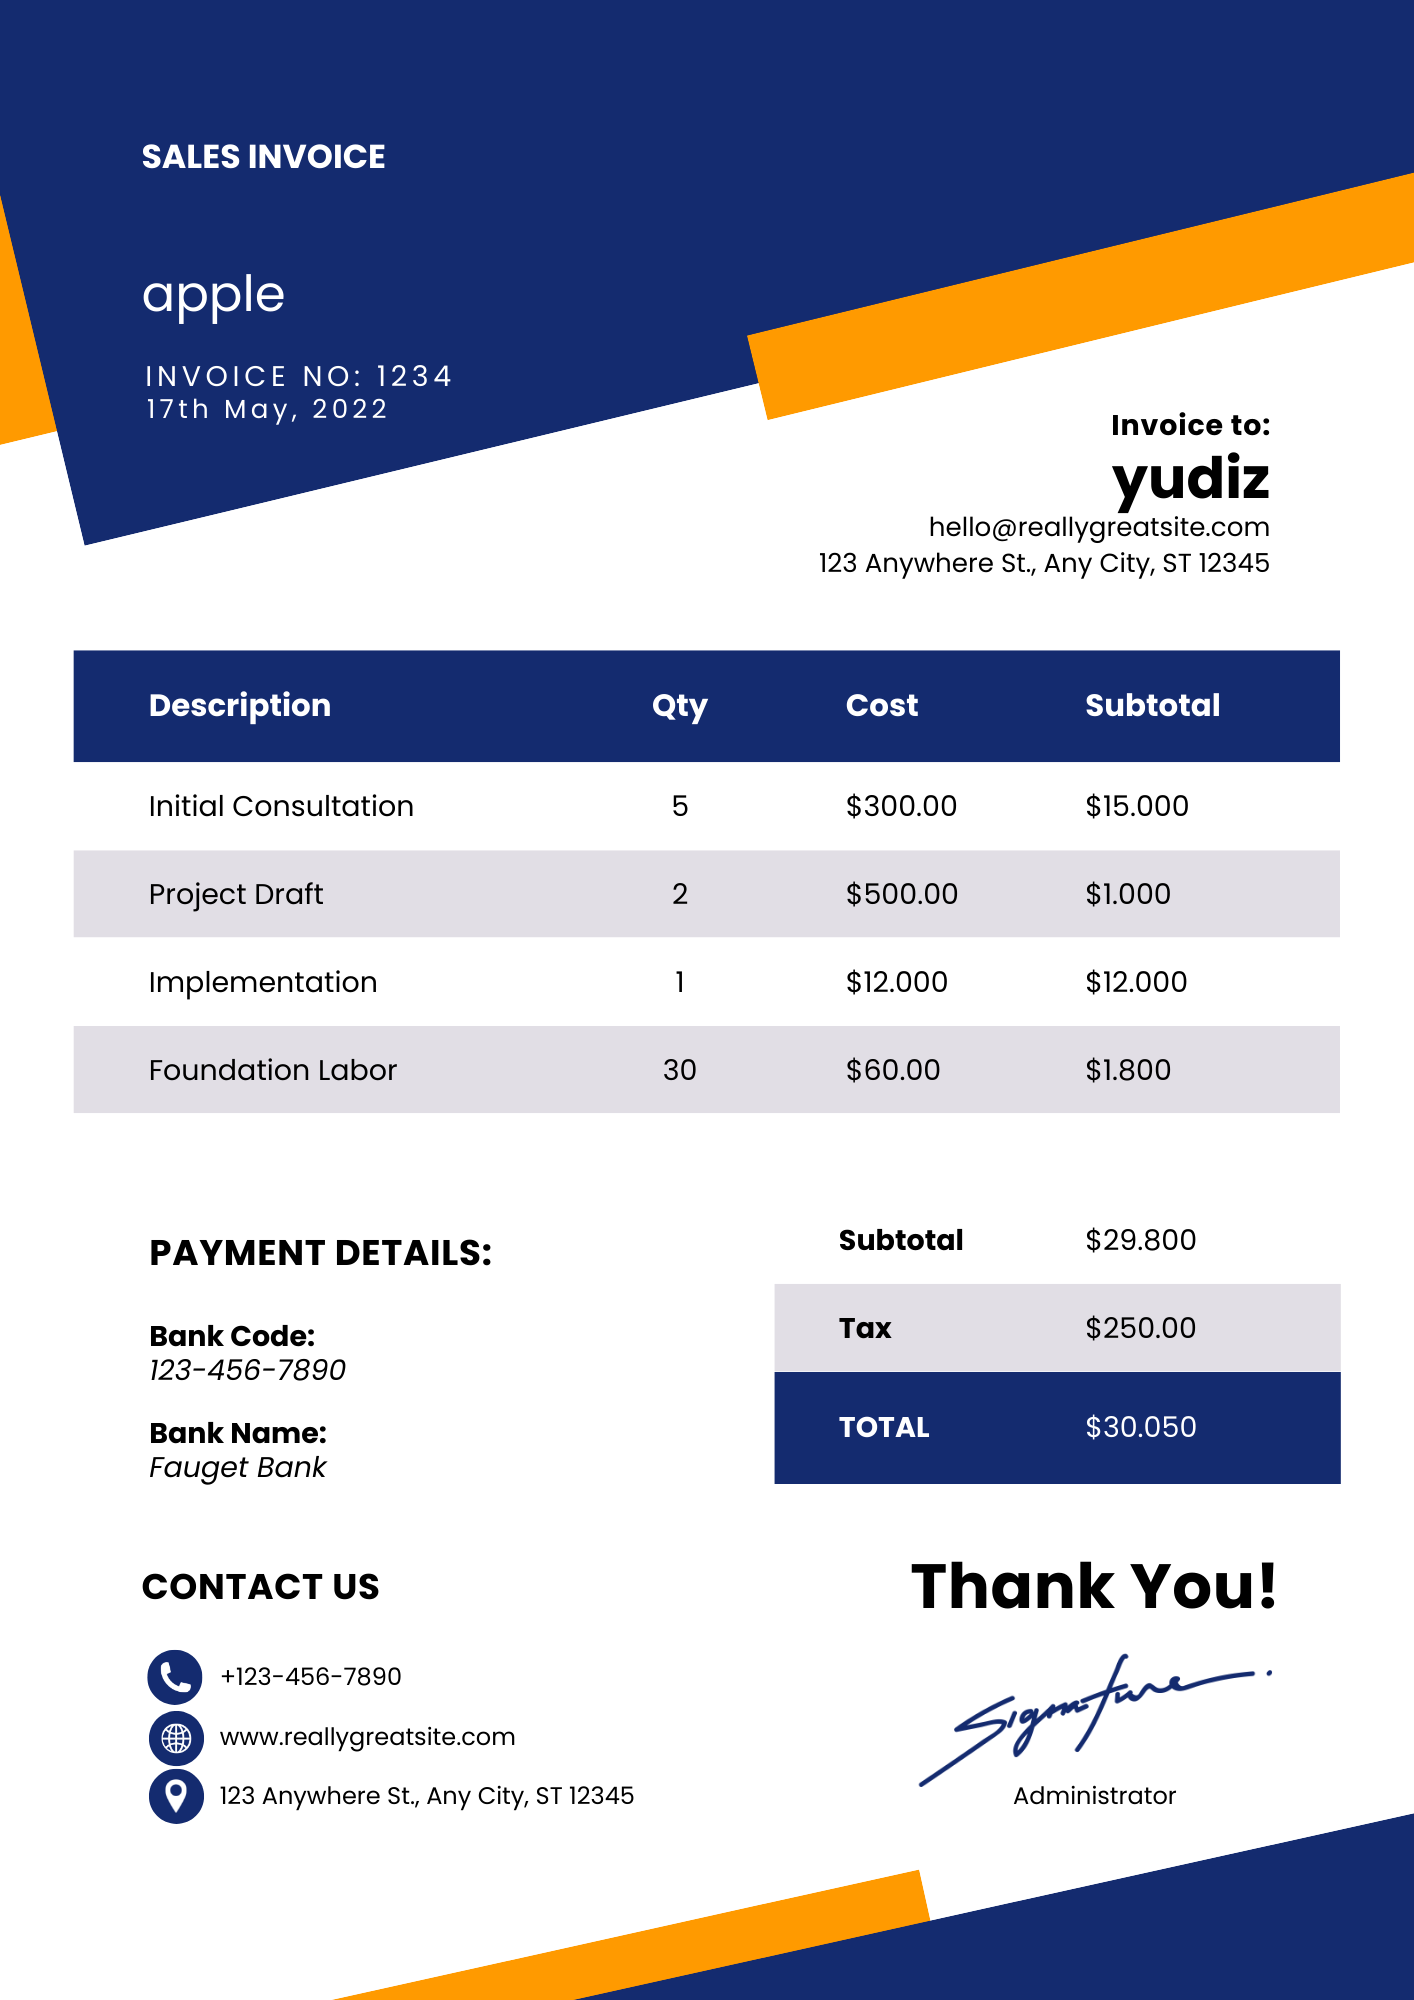 SALES INVOICE
apple
INVOICE NO: 1234
17th May, 2022
Invoice to:
yudiz
hello@reallygreatsite.com
123 Anywhere St., Any City, ST 12345
Description Qty Cost Subtotal
Initial Consultation 5 $300.00 $15.000
Project Draft 2 $500.00 $1.000
Implementation 1 $12.000 $12.000
Foundation Labor 30 $60.00 $1.800
Subtotal $29.800
Tax $250.00
TOTAL $30.050
PAYMENT DETAILS:
Bank Code:
123-456-7890
Bank Name:
Fauget Bank
CONTACT US
+123-456-7890
www.reallygreatsite.com
123 Anywhere St., Any City, ST 12345
Thank You!
Signature
Administrator